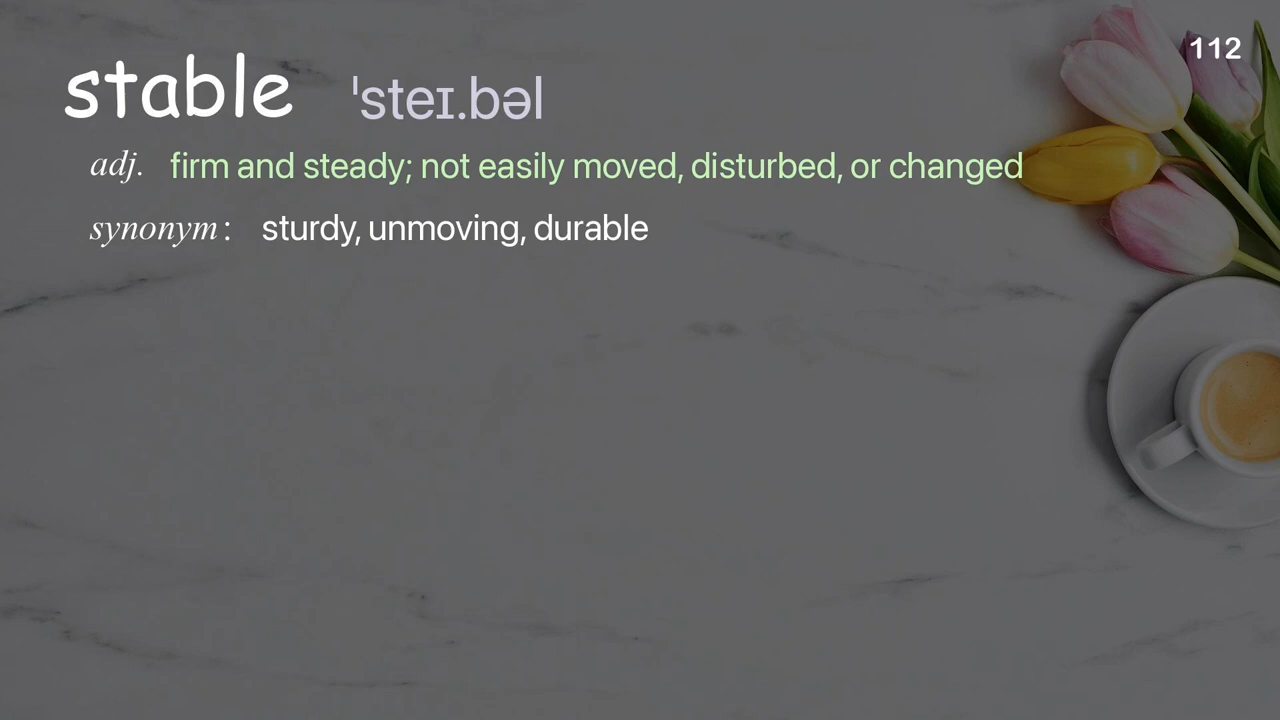 112
stable ˈsteɪ.bəl
adj. firm and steady; not easily moved, disturbed, or changed
synonym: sturdy, unmoving, durable